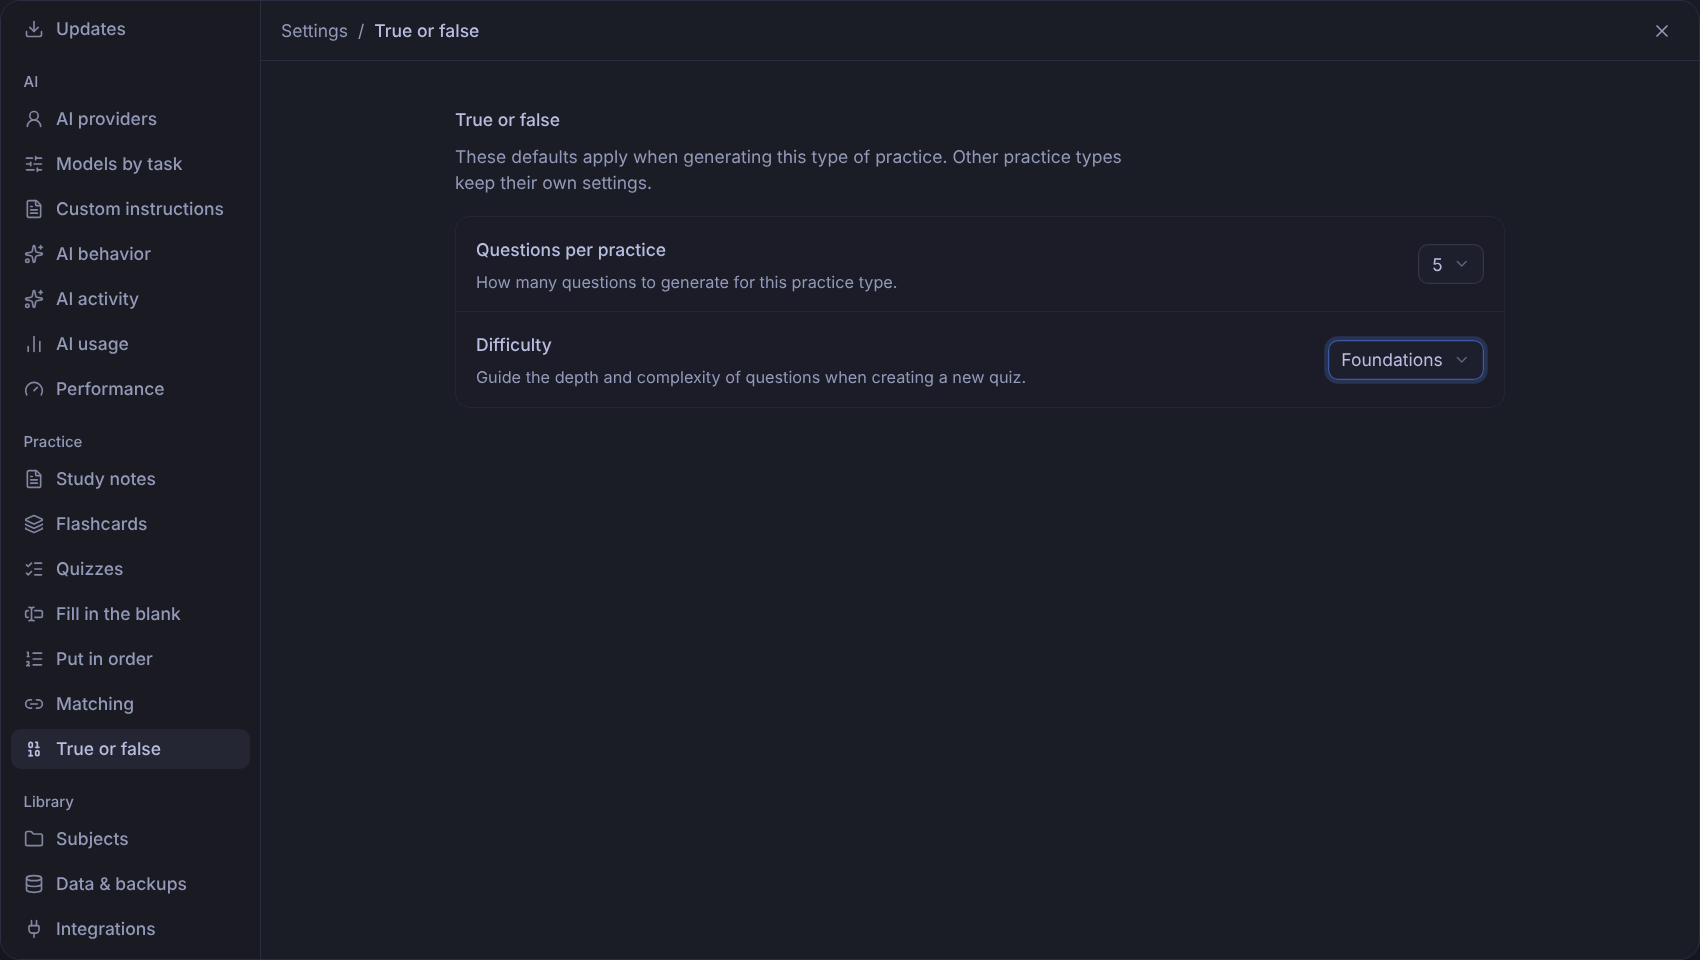 Updates
AI
AI providers
Models by task
Custom instructions
AI behavior
AI activity
AI usage
Performance
Practice
Study notes
Flashcards
Quizzes
Fill in the blank
Put in order
Matching
True or false
Library
Subjects
Data & backups
Integrations
Settings / True or false
True or false
These defaults apply when generating this type of practice. Other practice types
keep their own settings.
Questions per practice
How many questions to generate for this practice type.
5
Difficulty
Guide the depth and complexity of questions when creating a new quiz.
Foundations